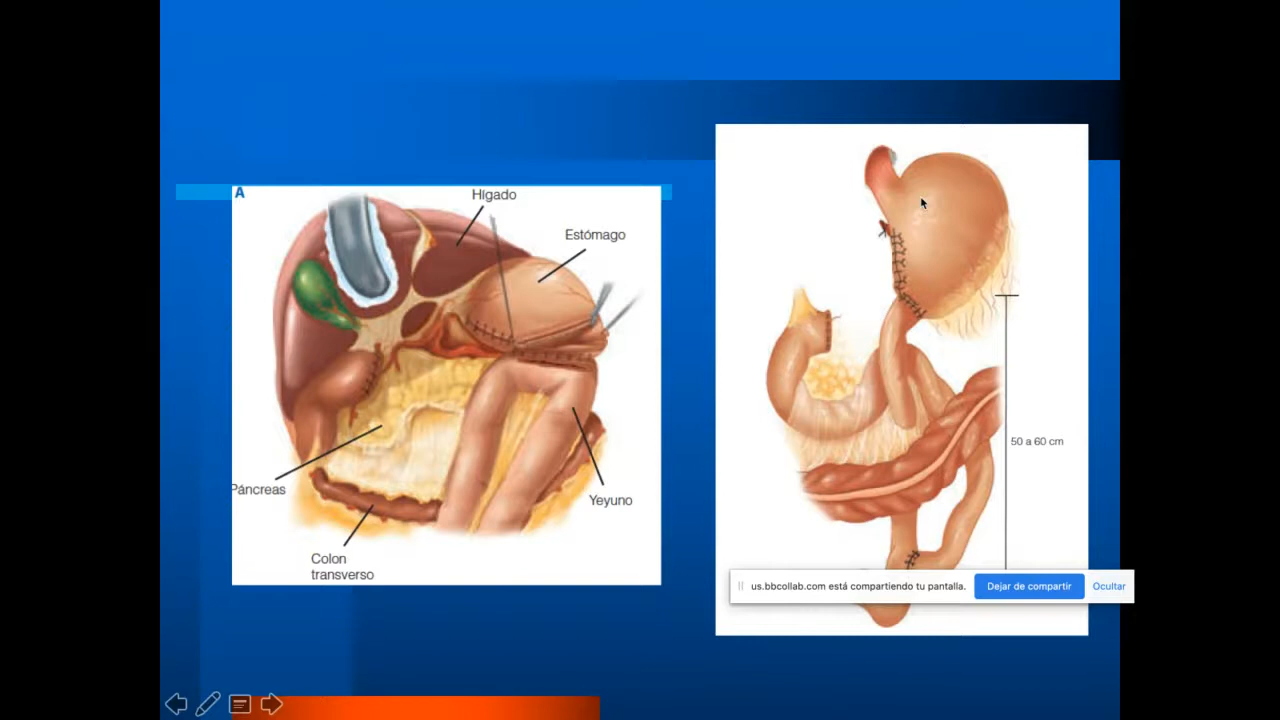 A
Hígado
Estómago
Páncreas
Yeyuno
Colon
transverso
50 a 60 cm
us.bbcollab.com está compartiendo tu pantalla.
Dejar de compartir
Ocultar